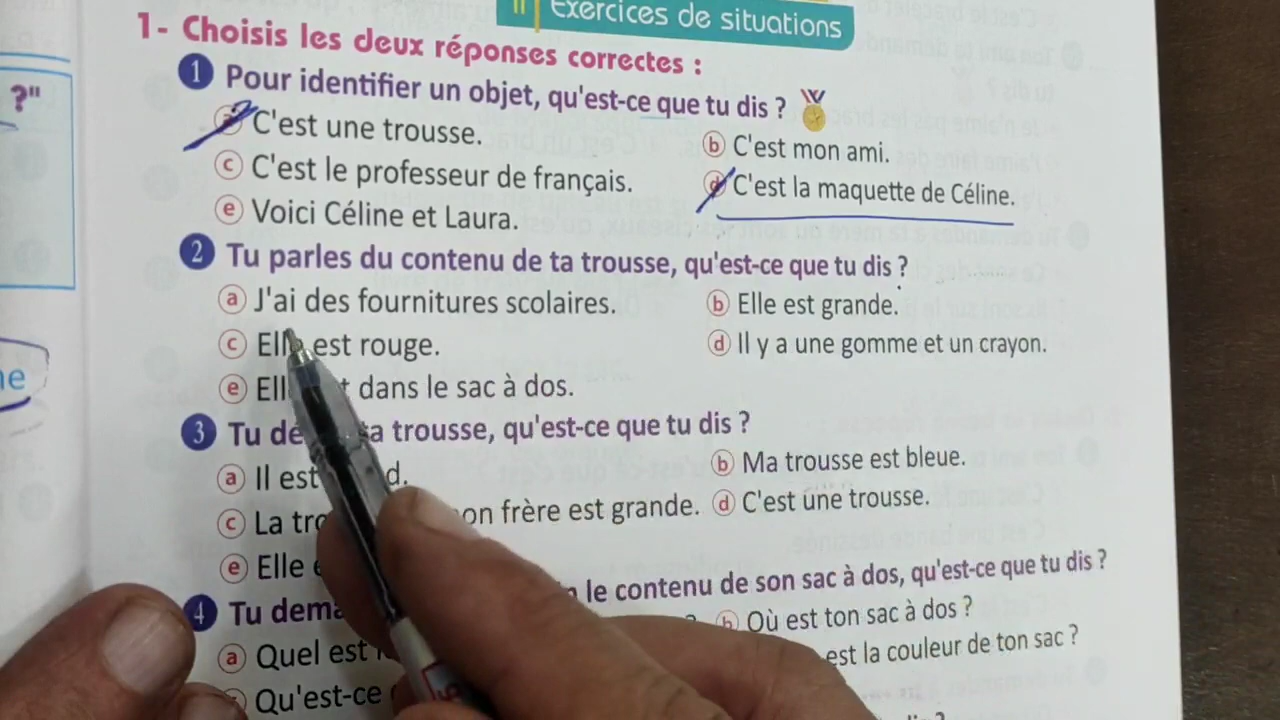 II Exercices de situations
1- Choisis les deux réponses correctes :
1 Pour identifier un objet, qu'est-ce que tu dis ?
?"
a C'est une trousse.
b C'est mon ami.
c C'est le professeur de français.
d C'est la maquette de Céline.
e Voici Céline et Laura.
2 Tu parles du contenu de ta trousse, qu'est-ce que tu dis ?
a J'ai des fournitures scolaires.
b Elle est grande.
c Elle est rouge.
d Il y a une gomme et un crayon.
e dans le sac à dos.
3 Tu ta trousse, qu'est-ce que tu dis ?
a Il est
b Ma trousse est bleue.
c La frère est grande.
d C'est une trousse.
e Elle
4 Tu le contenu de son sac à dos, qu'est-ce que tu dis ?
a Quel est
b Où est ton sac à dos ?
est la couleur de ton sac ?
Qu'est-ce